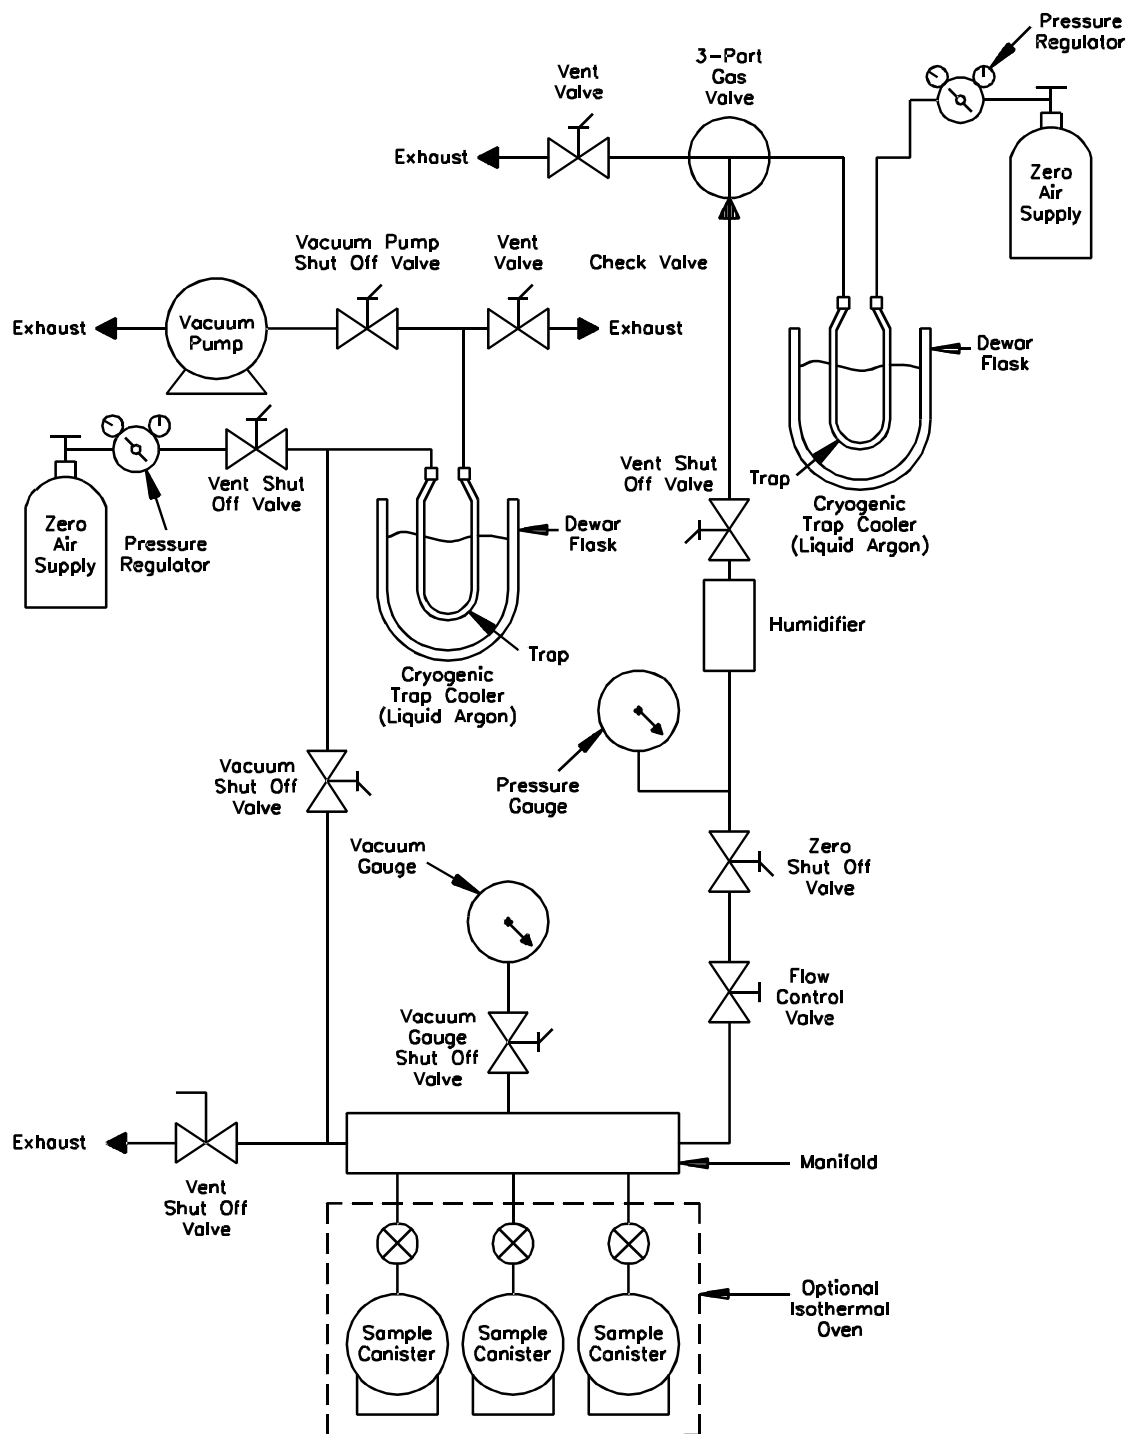 Pressure
Regulator
3-Part
Gas
Valve
Vent
Valve
Exhaust
Zero
Air
Supply
Vacuum Pump
Shut Off Valve
Vent
Valve
Check Valve
Exhaust
Vacuum
Pump
Exhaust
Dewar
Flask
Trap
Cryogenic
Trap Cooler
(Liquid Argon)
Vent Shut
Off Valve
Vent Shut
Off Valve
Zero
Air
Supply
Pressure
Regulator
Dewar
Flask
Trap
Cryogenic
Trap Cooler
(Liquid Argon)
Humidifier
Pressure
Gauge
Vacuum
Shut Off
Valve
Vacuum
Gauge
Zero
Shut Off
Valve
Flow
Control
Valve
Vacuum
Gauge
Shut Off
Valve
Exhaust
Vent
Shut Off
Valve
Manifold
Optional
Isothermal
Oven
Sample
Canister
Sample
Canister
Sample
Canister